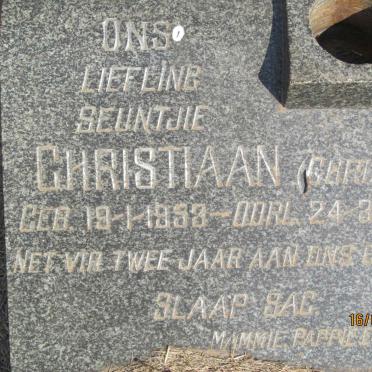 ONS
LIEFLING
SEUNTJIE
CHRISTIAAN
GEB. 19-1-1953 - OORL. 24-3
NET VIR TWEE JAAR AAN ONS
SLAAP SAG.
MAMMIE, PAPPIE
16/